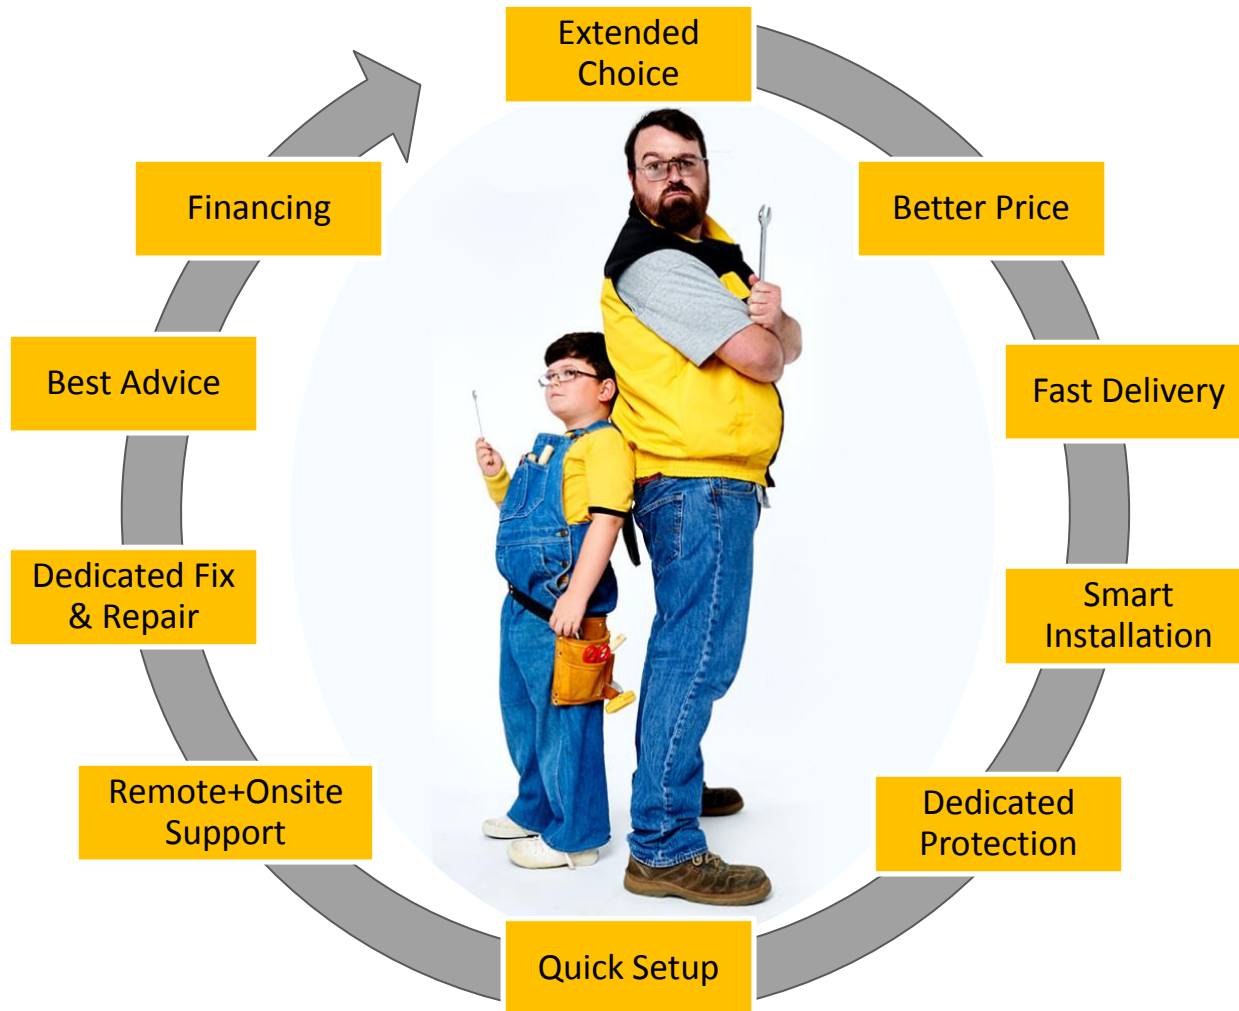 Extended
Choice
Better Price
Fast Delivery
Smart
Installation
Dedicated
Protection
Quick Setup
Remote+Onsite
Support
Dedicated Fix
& Repair
Best Advice
Financing